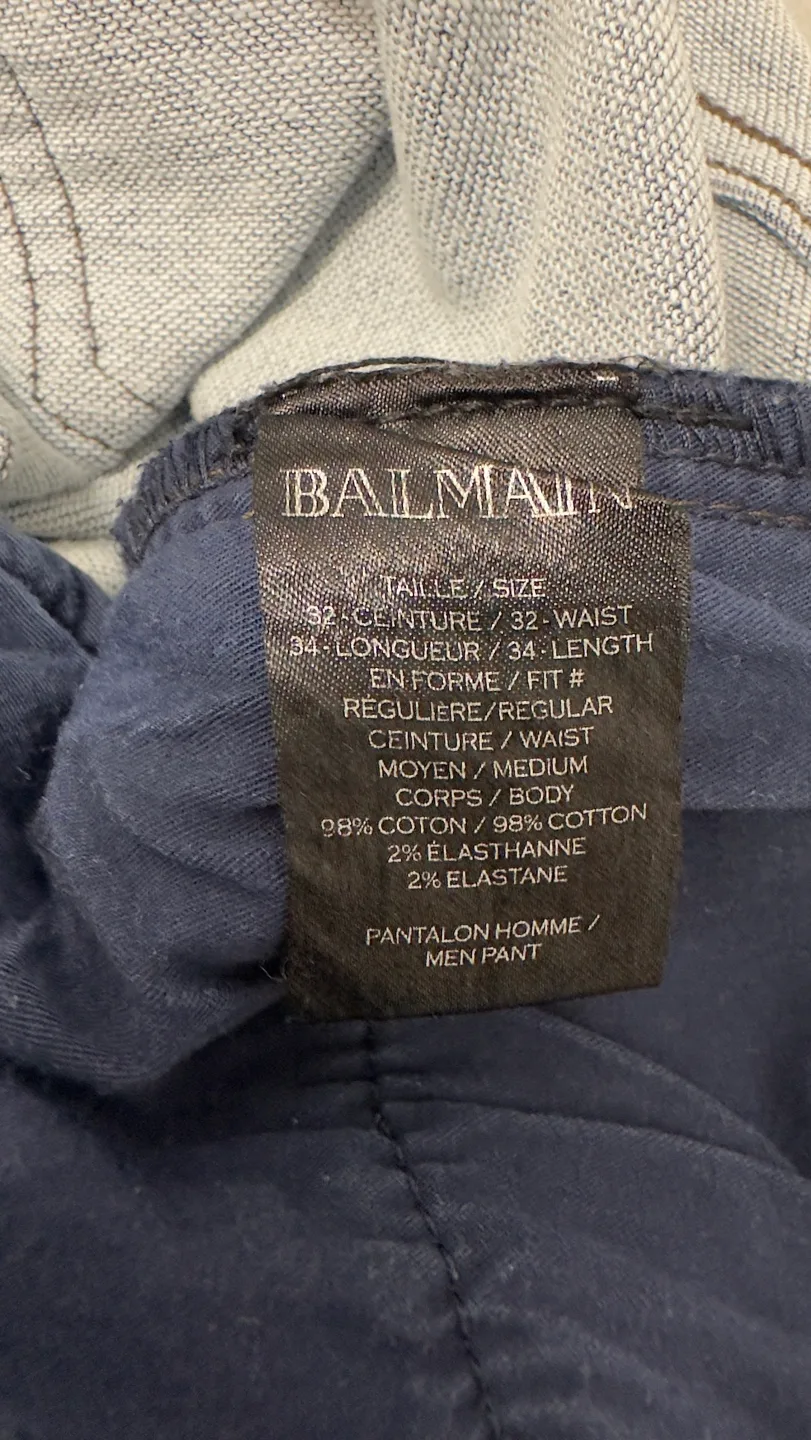 BALMAIN
TAILLE / SIZE
32-CEINTURE / 32-WAIST
34-LONGUEUR / 34-LENGTH
EN FORME / FIT #
RÉGULIÈRE/REGULAR
CEINTURE / WAIST
MOYEN / MEDIUM
CORPS / BODY
98% COTON / 98% COTTON
2% ÉLASTHANNE
2% ELASTANE
PANTALON HOMME /
MEN PANT